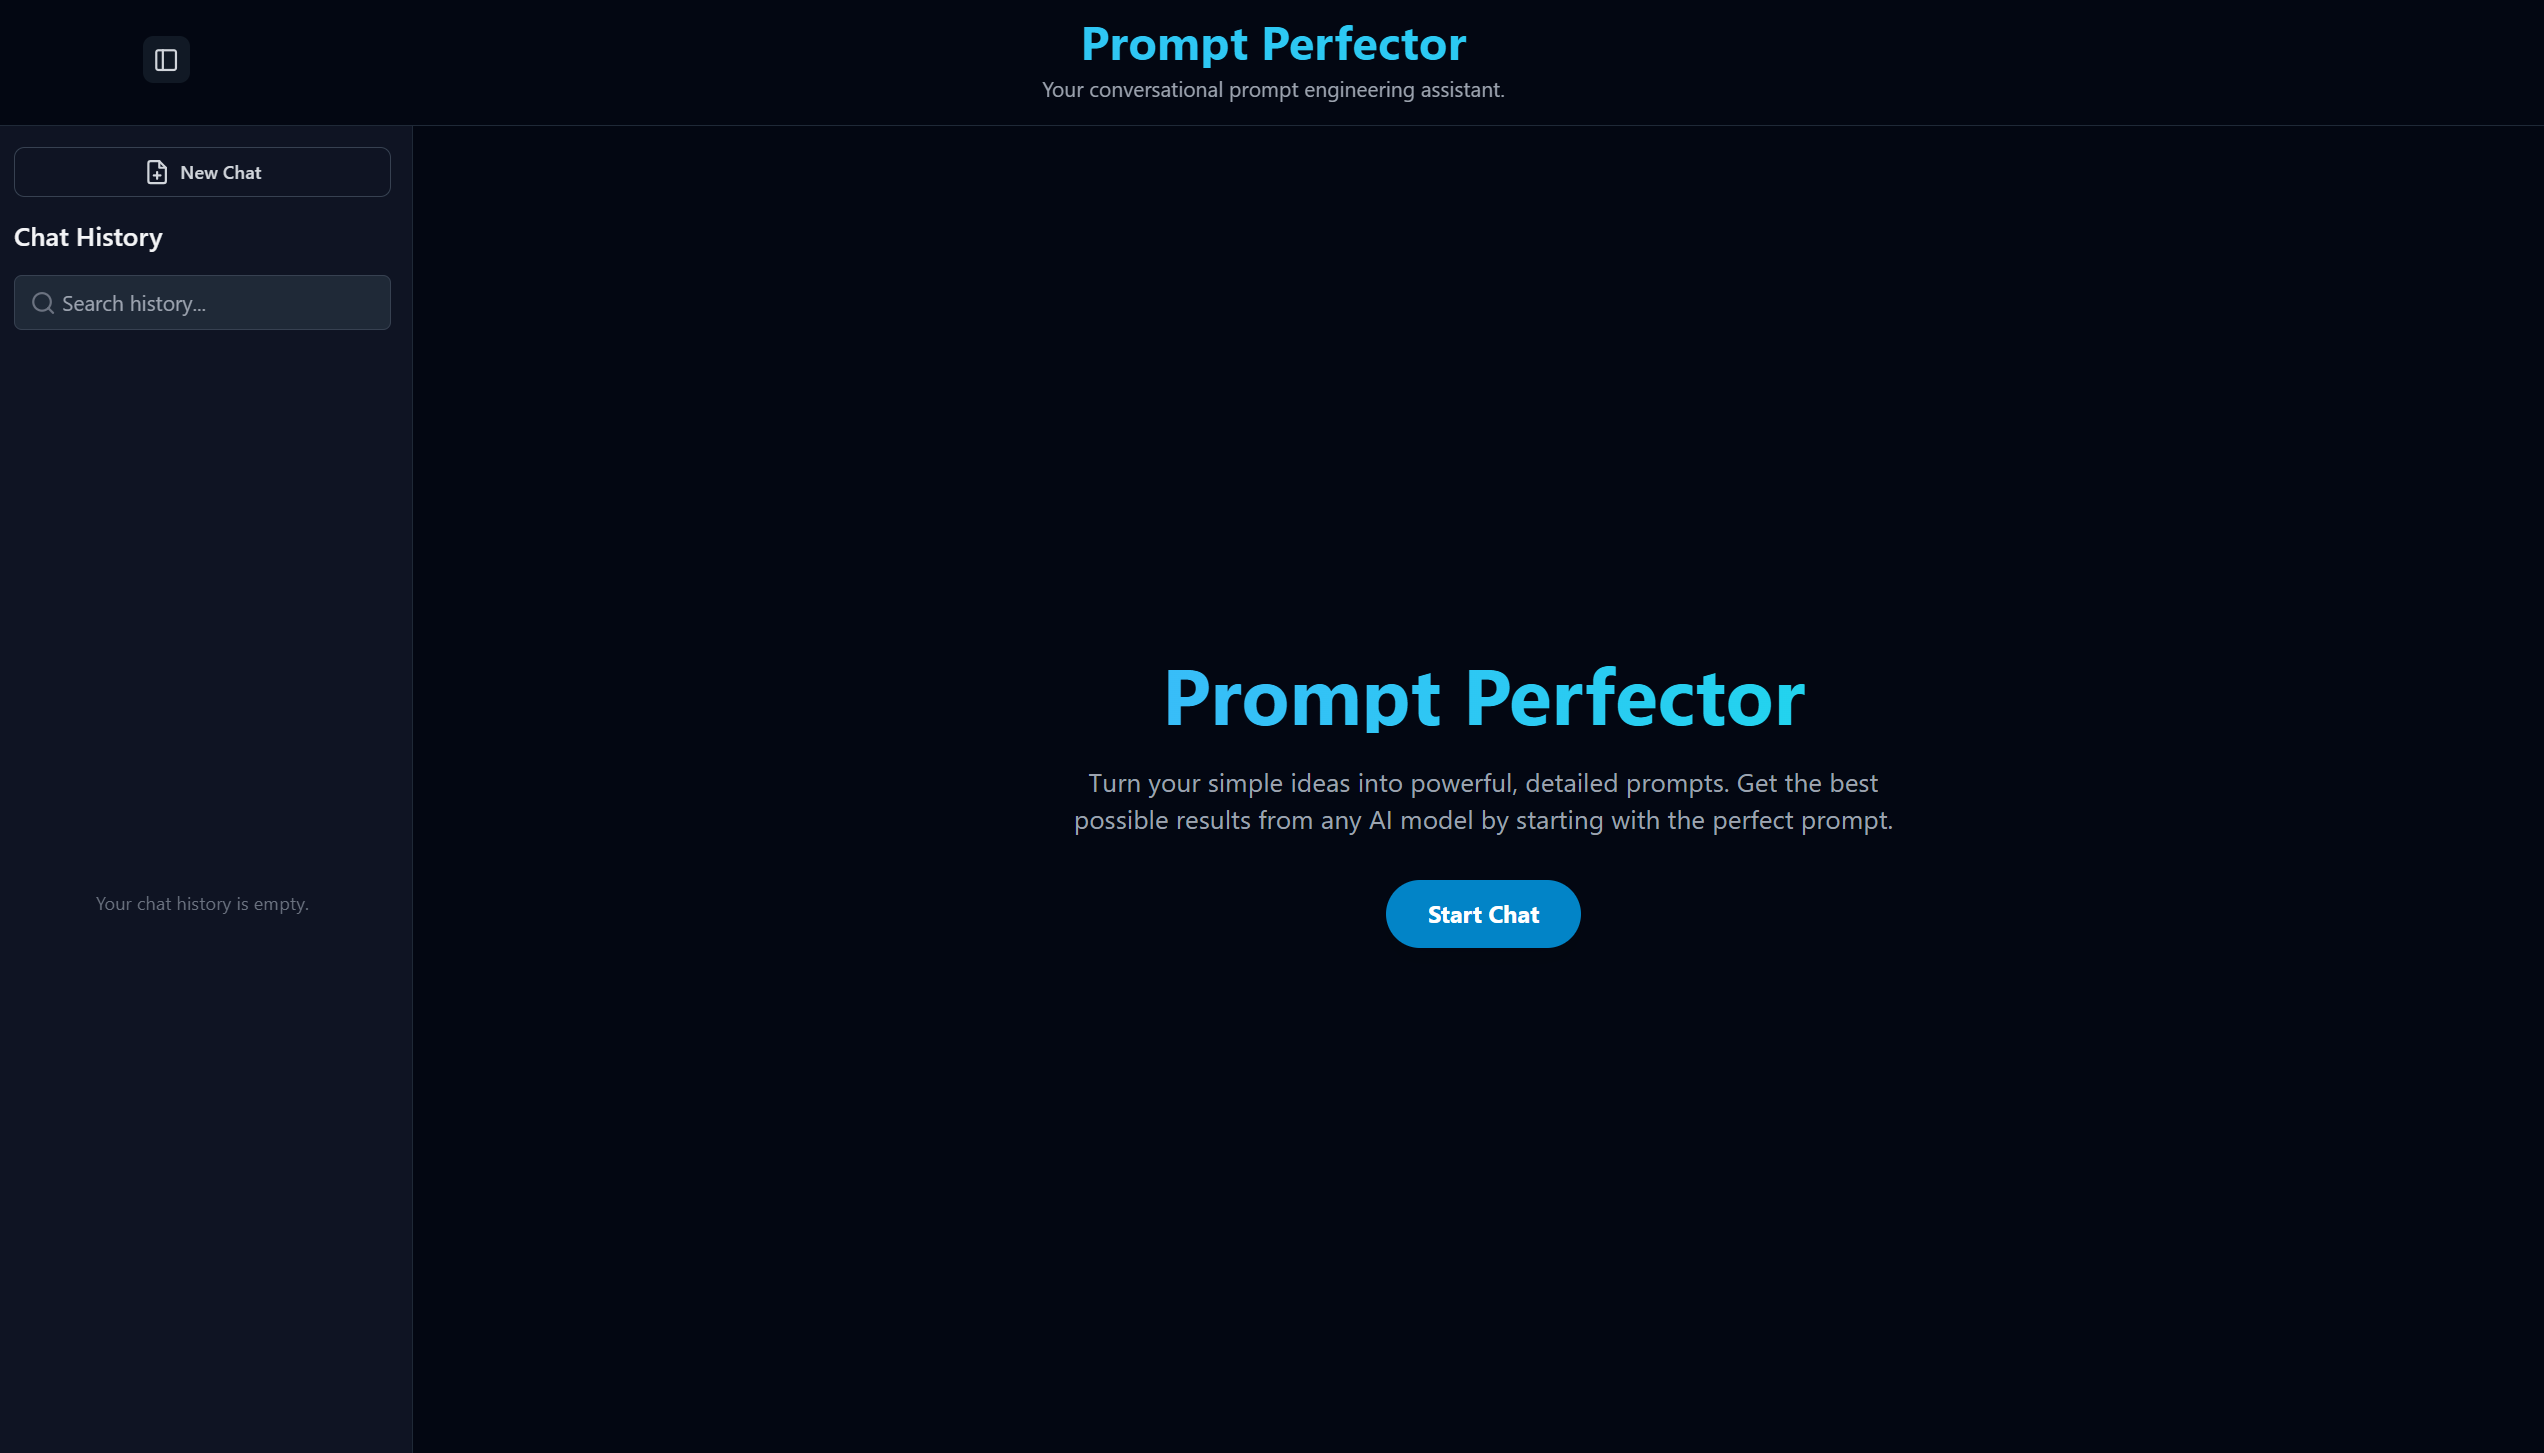 Prompt Perfector
Your conversational prompt engineering assistant.
New Chat
Chat History
Search history...
Your chat history is empty.
Prompt Perfector
Turn your simple ideas into powerful, detailed prompts. Get the best
possible results from any AI model by starting with the perfect prompt.
Start Chat